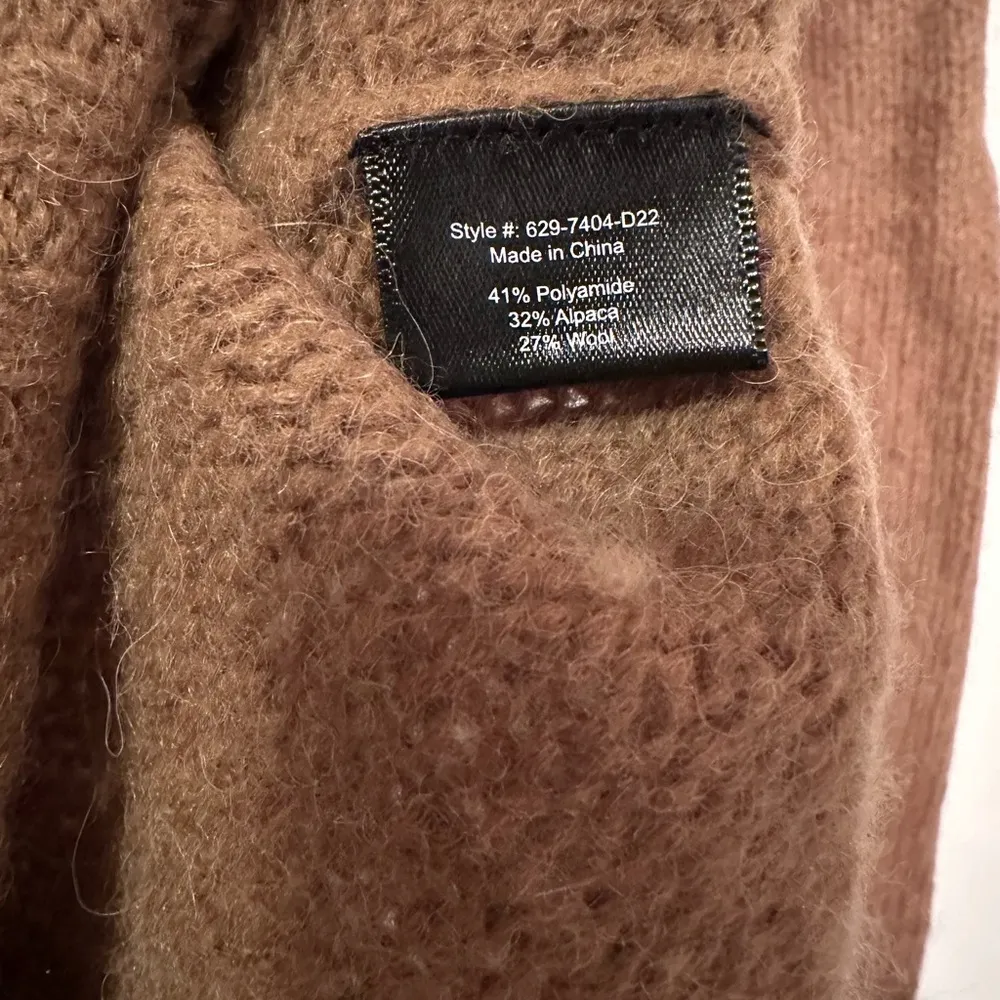 Style #: 629-7404-D22
Made in China
41% Polyamide
32% Alpaca
27% Wool